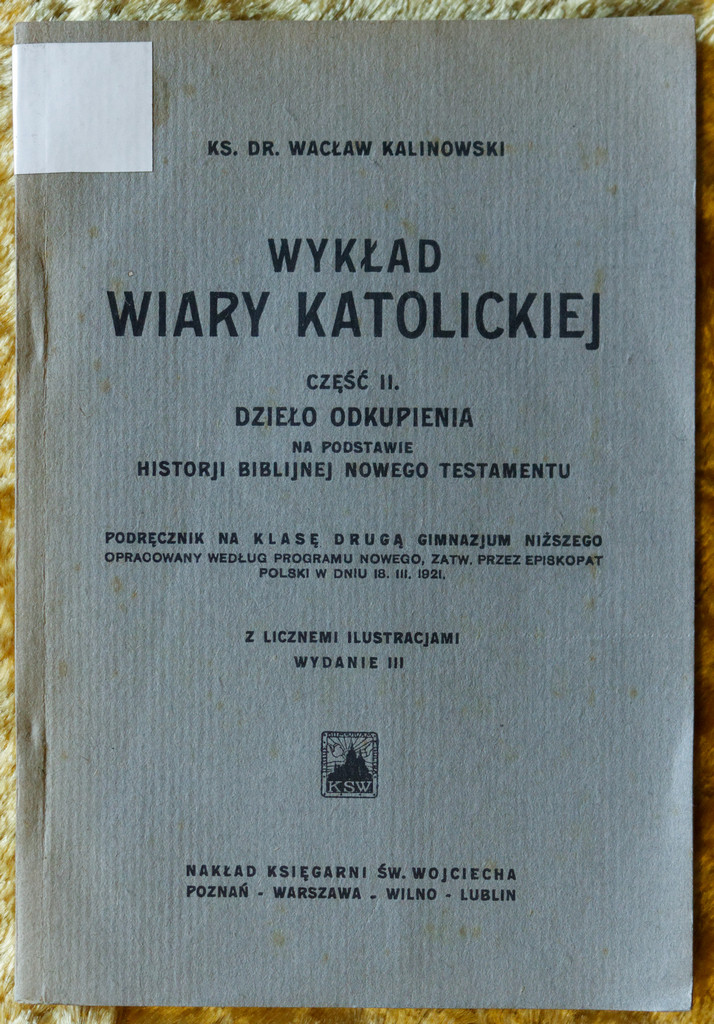 KS. DR. WACŁAW KALINOWSKI
WYKŁAD
WIARY KATOLICKIEJ
CZĘŚĆ II.
DZIEŁO ODKUPIENIA
NA PODSTAWIE
HISTORJI BIBLIJNEJ NOWEGO TESTAMENTU
PODRĘCZNIK NA KLASĘ DRUGĄ GIMNAZJUM NIŻSZEGO
OPRACOWANY WEDŁUG PROGRAMU NOWEGO, ZATW. PRZEZ EPISKOPAT
POLSKI W DNIU 18. III. 1921.
Z LICZNEMI ILUSTRACJAMI
WYDANIE III
KSW
NAKŁAD KSIĘGARNI ŚW. WOJCIECHA
POZNAŃ - WARSZAWA - WILNO - LUBLIN